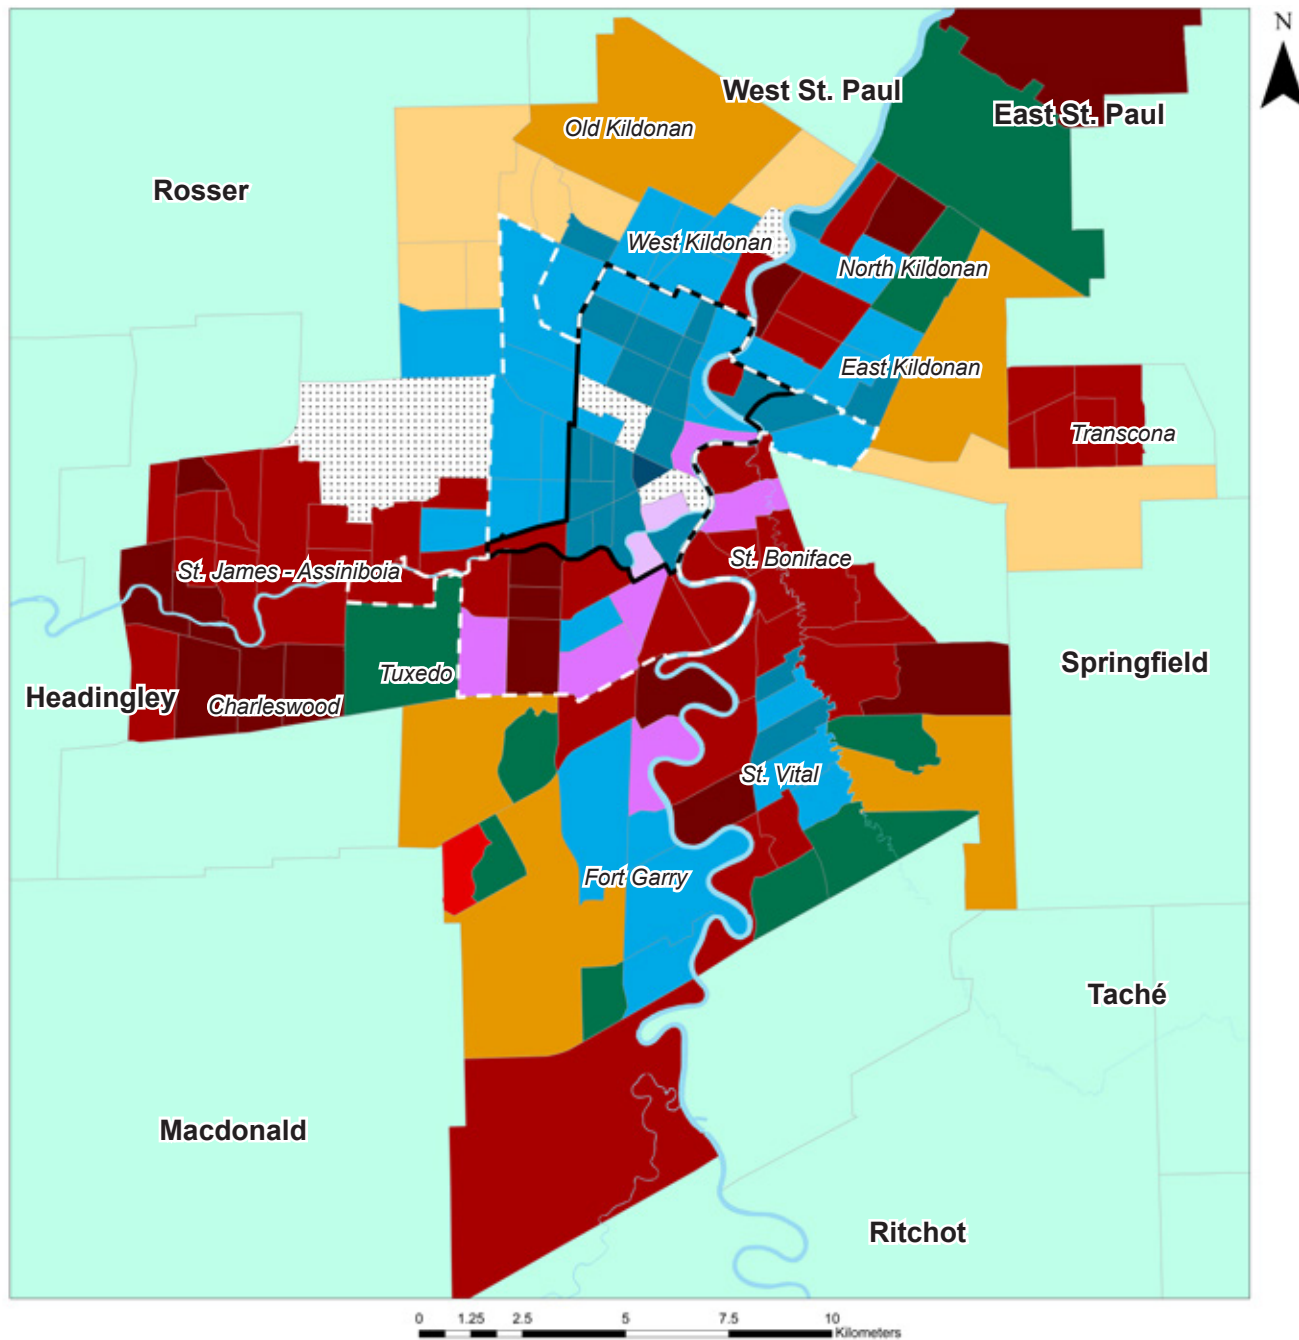 N
West St. Paul
East St. Paul
Old Kildonan
Rosser
West Kildonan
North Kildonan
East Kildonan
Transcona
St. Boniface
St. James - Assiniboia
Springfield
Tuxedo
Headingley
Charleswood
St. Vital
Fort Garry
Taché
Macdonald
Ritchot
0 1.25 2.5 5 7.5 10
Kilometers